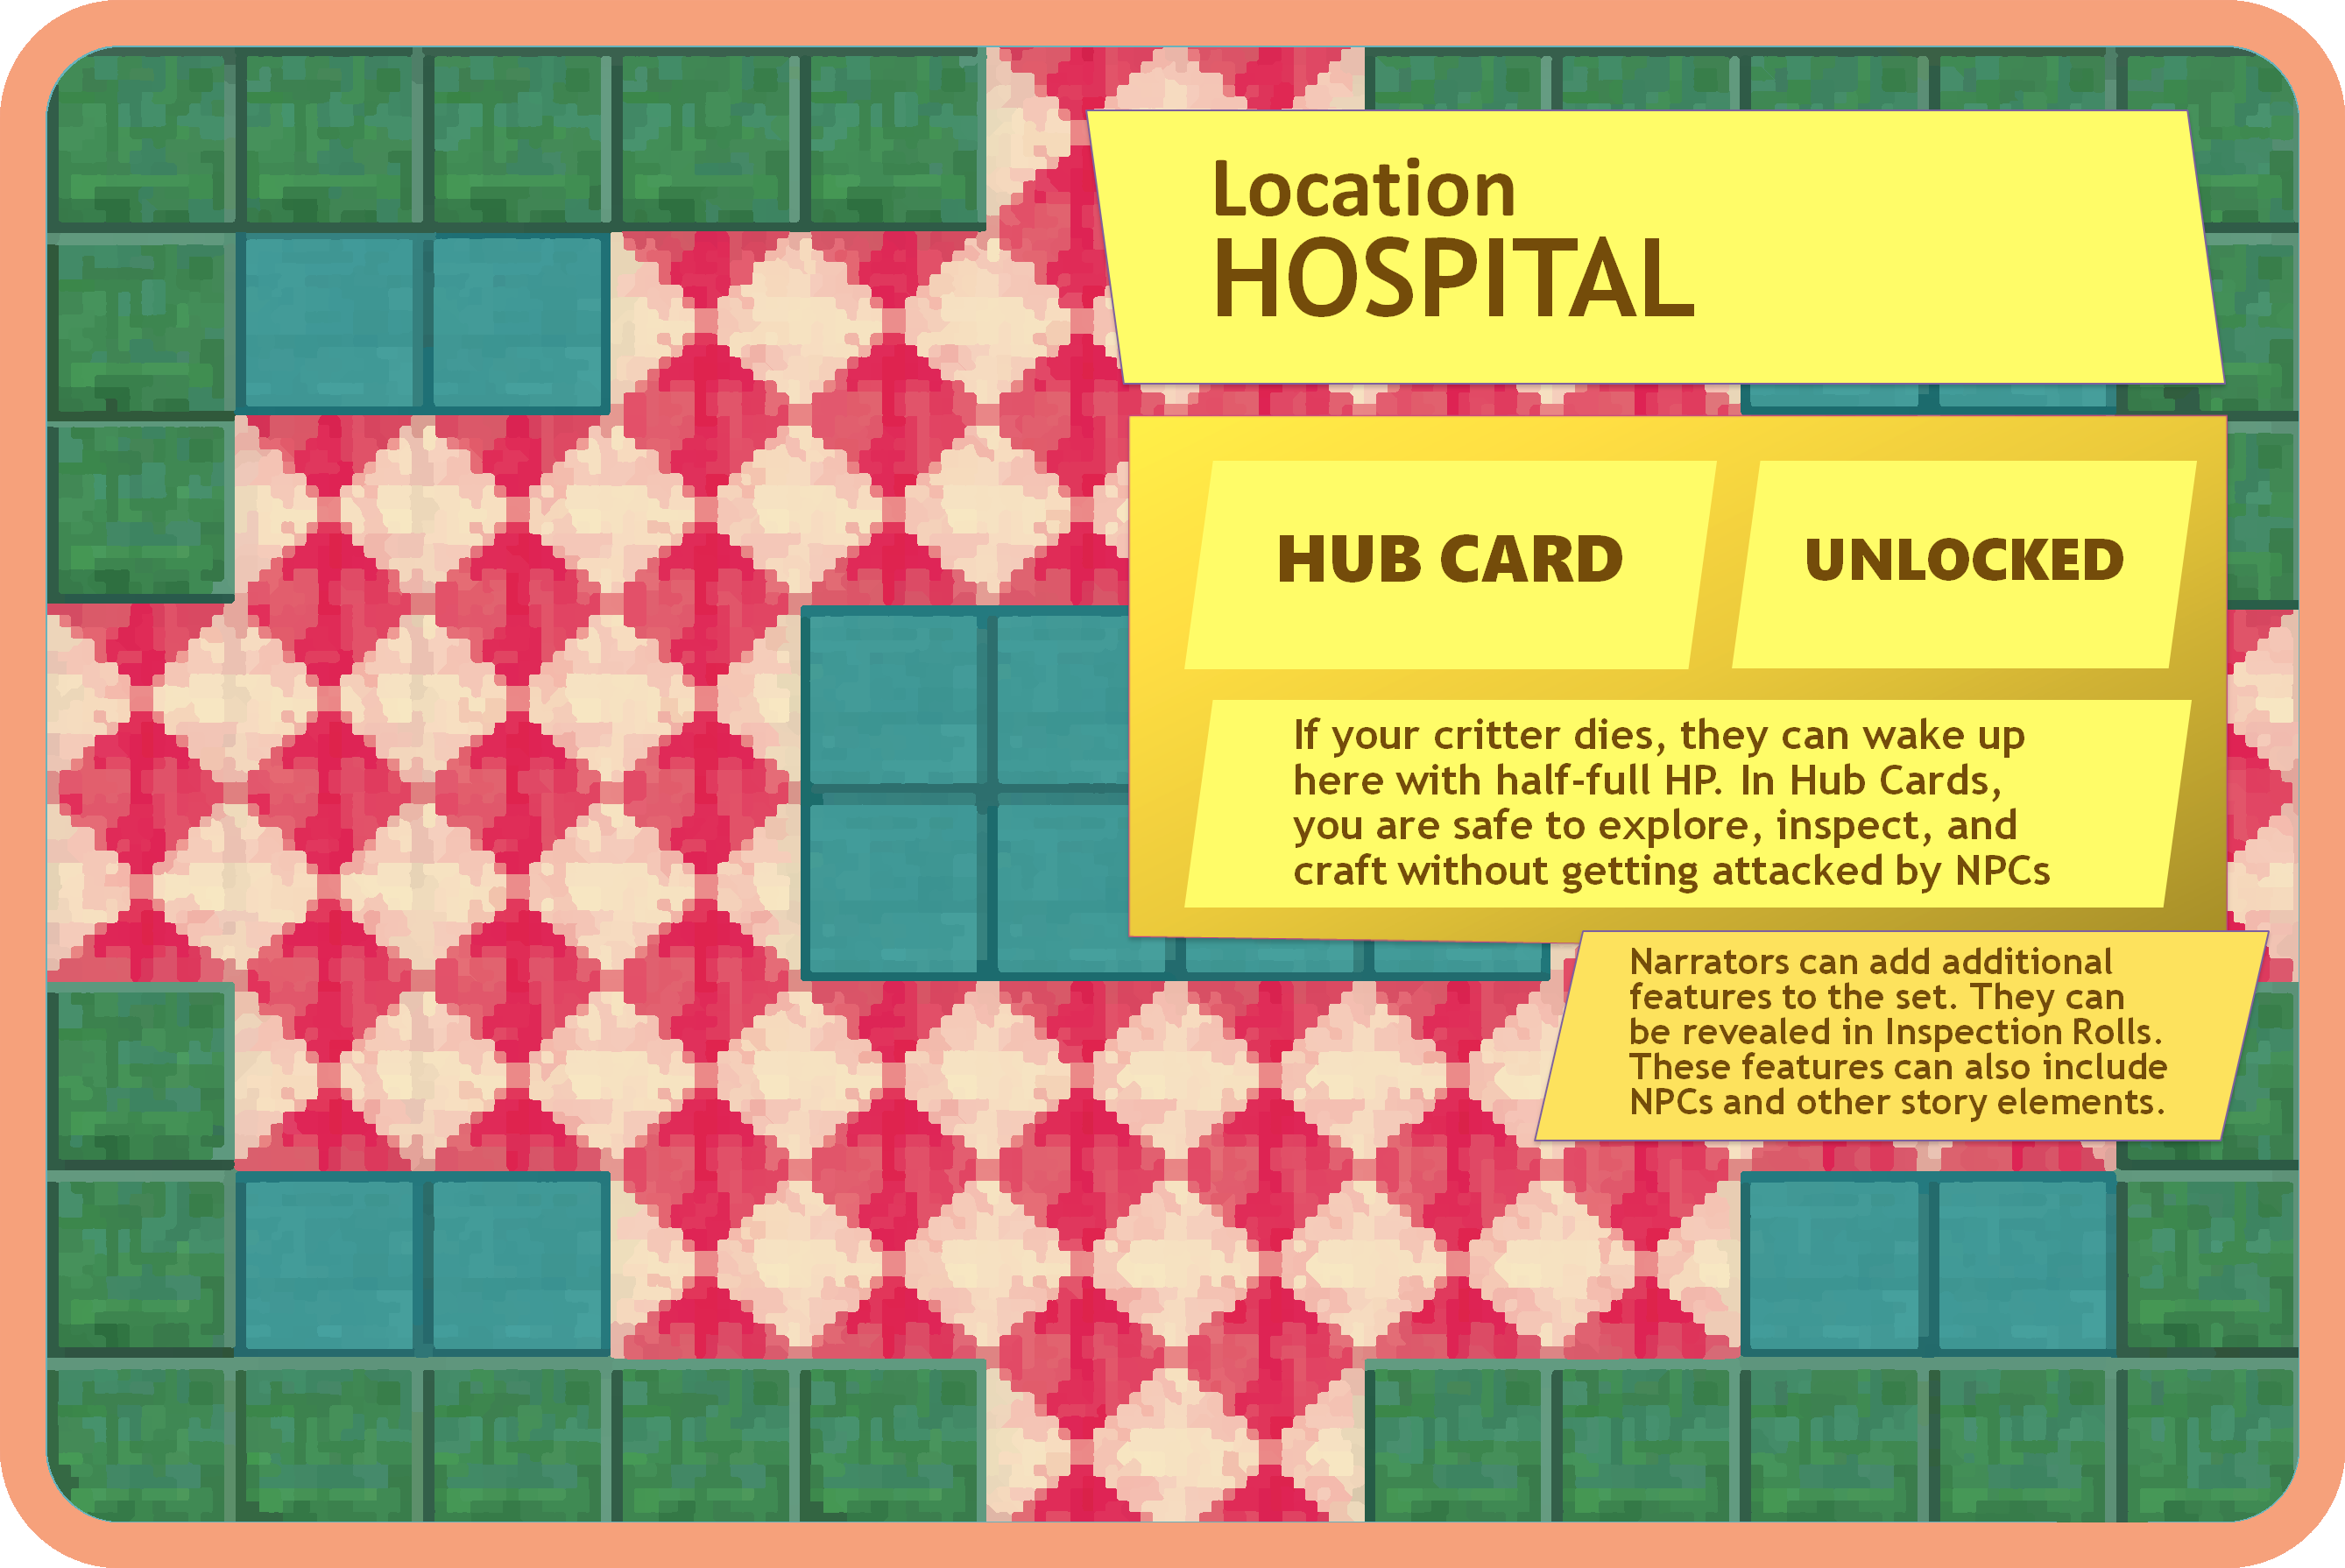 Location
HOSPITAL
HUB CARD
UNLOCKED
If your critter dies, they can wake up
here with half-full HP. In Hub Cards,
you are safe to explore, inspect, and
craft without getting attacked by NPCs
Narrators can add additional
features to the set. They can
be revealed in Inspection Rolls.
These features can also include
NPCs and other story elements.